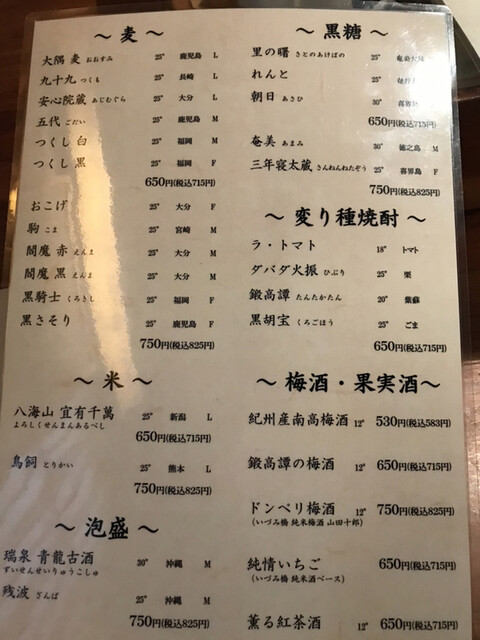 ～ 麦 ～
大隅 麦 おおすみ 25° 鹿児島 L
九十九 つくも 25° 長崎 L
安心院蔵 あじむぐら 25° 大分 L
五代 ごだい 25° 鹿児島 M
つくし 白 25° 福岡 M
つくし 黒 25° 福岡 F
650円(税込715円)
おこげ 25° 大分 F
駒 こま 25° 宮崎 M
閻魔 赤 えんま 25° 大分 M
閻魔 黒 えんま 25° 大分 M
黒騎士 くろきし 25° 福岡 F
黒さそり 25° 鹿児島 F
750円(税込825円)
～ 米 ～
八海山 宜有千萬 25° 新潟 L
よろしくせんまんあるべし
650円(税込715円)
鳥飼 とりかい 25° 熊本 L
750円(税込825円)
～ 泡盛 ～
瑞泉 青龍古酒 30° 沖縄 M
ずいせんせいりゅうこしゅ
残波 ざんぱ 25° 沖縄 M
750円(税込825円)
～ 黒糖 ～
里の曙 さとのあけぼの 25° 奄美大島 L
れんと 25° L
朝日 あさひ 30° 喜界島 L
650円(税込715円)
奄美 あまみ 30° 徳之島 M
三年寝太蔵 さんねんねたぞう 25° 喜界島 F
750円(税込825円)
～ 変り種焼酎 ～
ラ・トマト 18° トマト
ダバダ火振 ひぶり 25° 栗
鍛高譚 たんたかたん 20° 紫蘇
黒胡宝 くろごほう 25° ごま
650円(税込715円)
～ 梅酒・果実酒 ～
紀州産南高梅酒 12° 530円(税込583円)
鍛高譚の梅酒 12° 650円(税込715円)
ドンペリ梅酒 12° 750円(税込825円)
(いづみ橋 純米梅酒 山田十郎)
純情いちご 650円(税込715円)
(いづみ橋 純米酒ベース)
薫る紅茶酒 12° 650円(税込715円)